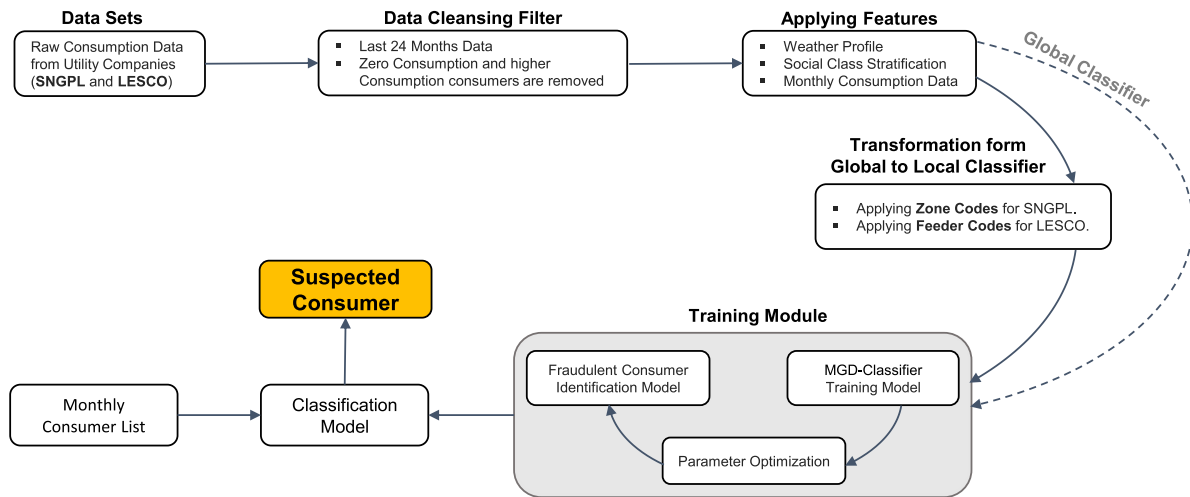 Data Sets
Raw Consumption Data
from Utility Companies
(SNGPL and LESCO)
Data Cleansing Filter
▪ Last 24 Months Data
▪ Zero Consumption and higher
Consumption consumers are removed
Applying Features
▪ Weather Profile
▪ Social Class Stratification
▪ Monthly Consumption Data
Global Classifier
Transformation form
Global to Local Classifier
▪ Applying Zone Codes for SNGPL.
▪ Applying Feeder Codes for LESCO.
Training Module
MGD-Classifier
Training Model
Parameter Optimization
Fraudulent Consumer
Identification Model
Monthly
Consumer List
Classification
Model
Suspected
Consumer